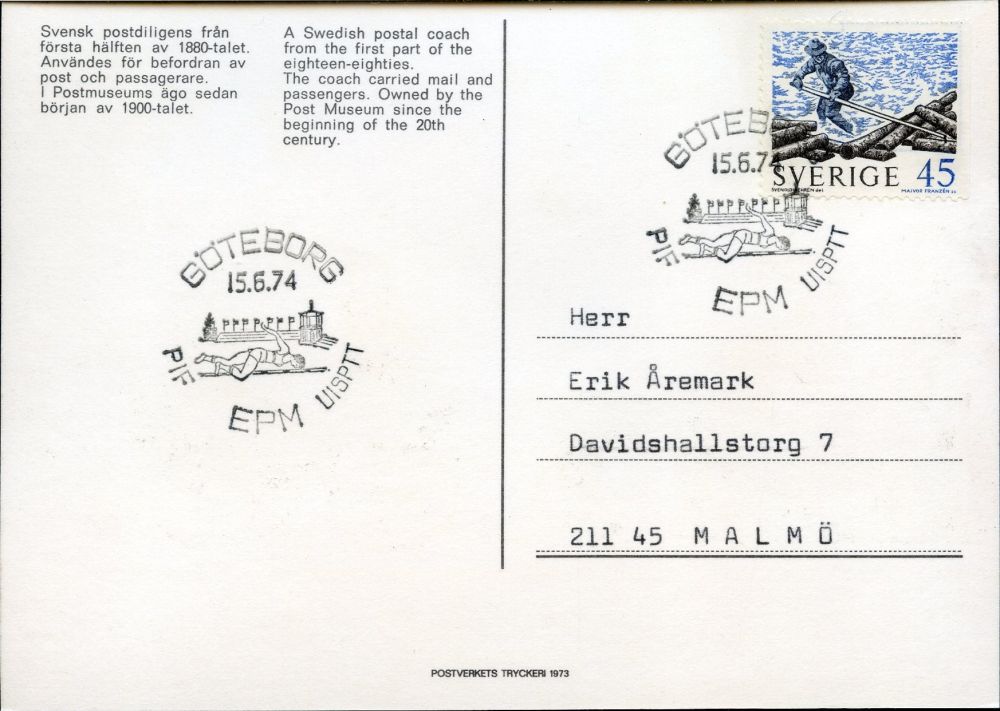 Svensk postdiligens från
första hälften av 1880-talet.
Användes för befordran av
post och passagerare.
I Postmuseums ägo sedan
början av 1900-talet.
A Swedish postal coach
from the first part of the
eighteen-eighties.
The coach carried mail and
passengers. Owned by the
Post Museum since the
beginning of the 20th
century.
SVERIGE 45
MAJVOR FRANZÉN sc
GÖTEB
15.6.74
PIF EPM UISPTT
GÖTEBORG
15.6.74
PIF EPM UISPTT
Herr
Erik Åremark
Davidshallstorg 7
211 45 M A L M Ö
POSTVERKETS TRYCKERI 1973